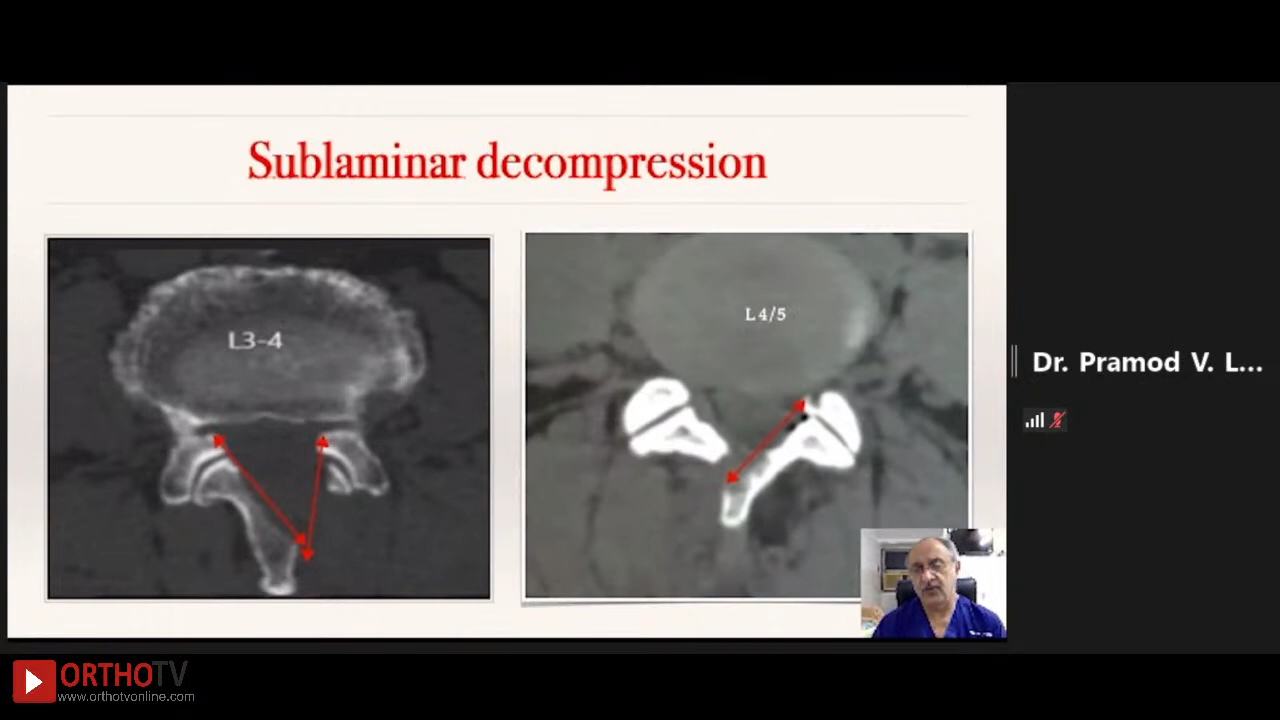 Sublaminar decompression
L3-4
L4/5
Dr. Pramod V. L...
ORTHOTV
www.orthotvonline.com